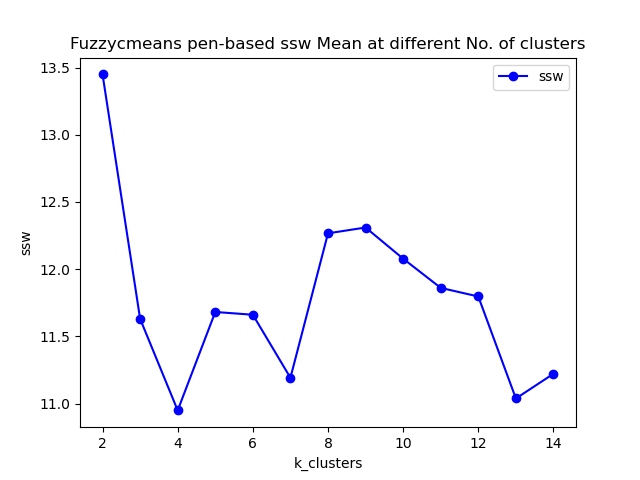 Fuzzycmeans pen-based ssw Mean at different No. of clusters
ssw
13.5
13.0
12.5
12.0
11.5
11.0
ssw
2 4 6 8 10 12 14
k_clusters